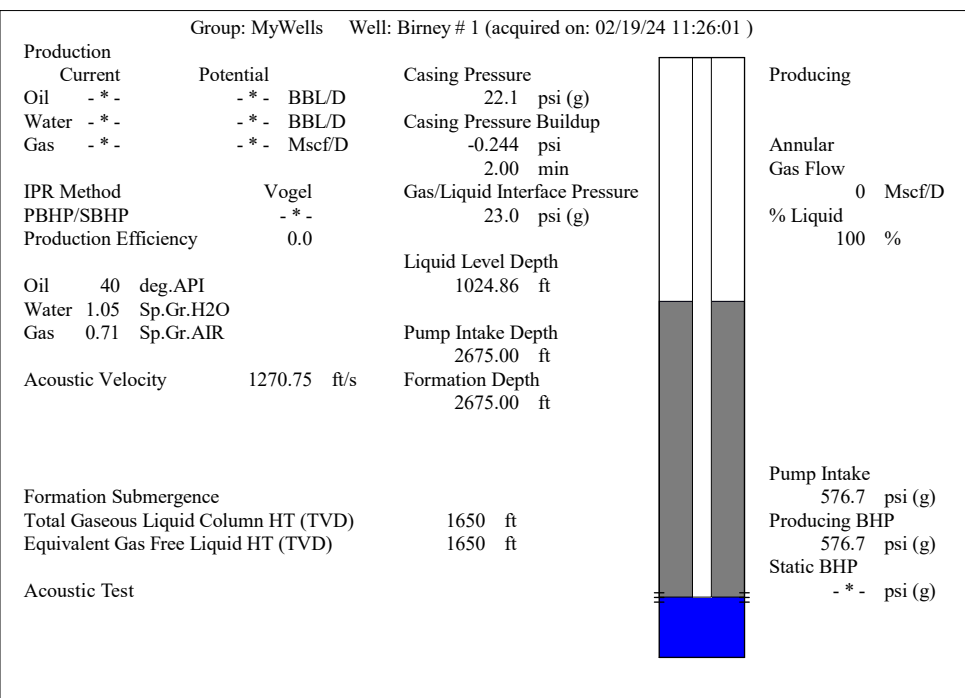 Group: MyWells Well: Birney # 1 (acquired on: 02/19/24 11:26:01 )
Production
Current Potential
Oil - * - - * - BBL/D
Water - * - - * - BBL/D
Gas - * - - * - Mscf/D
IPR Method Vogel
PBHP/SBHP - * -
Production Efficiency 0.0
Oil 40 deg.API
Water 1.05 Sp.Gr.H2O
Gas 0.71 Sp.Gr.AIR
Acoustic Velocity 1270.75 ft/s
Formation Submergence
Total Gaseous Liquid Column HT (TVD) 1650 ft
Equivalent Gas Free Liquid HT (TVD) 1650 ft
Acoustic Test
Casing Pressure
22.1 psi (g)
Casing Pressure Buildup
-0.244 psi
2.00 min
Gas/Liquid Interface Pressure
23.0 psi (g)
Liquid Level Depth
1024.86 ft
Pump Intake Depth
2675.00 ft
Formation Depth
2675.00 ft
Producing
Annular
Gas Flow
0 Mscf/D
% Liquid
100 %
Pump Intake
576.7 psi (g)
Producing BHP
576.7 psi (g)
Static BHP
- * - psi (g)